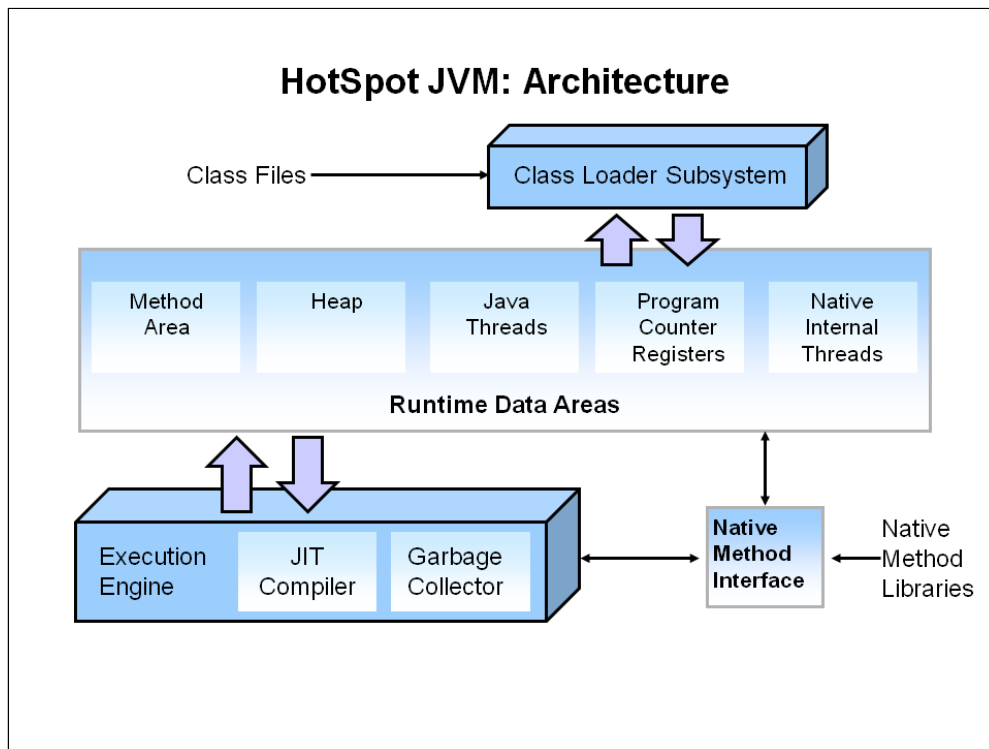 HotSpot JVM: Architecture
Class Files
Class Loader Subsystem
Method
Area
Heap
Java
Threads
Program
Counter
Registers
Native
Internal
Threads
Runtime Data Areas
Execution
Engine
JIT
Compiler
Garbage
Collector
Native
Method
Interface
Native
Method
Libraries